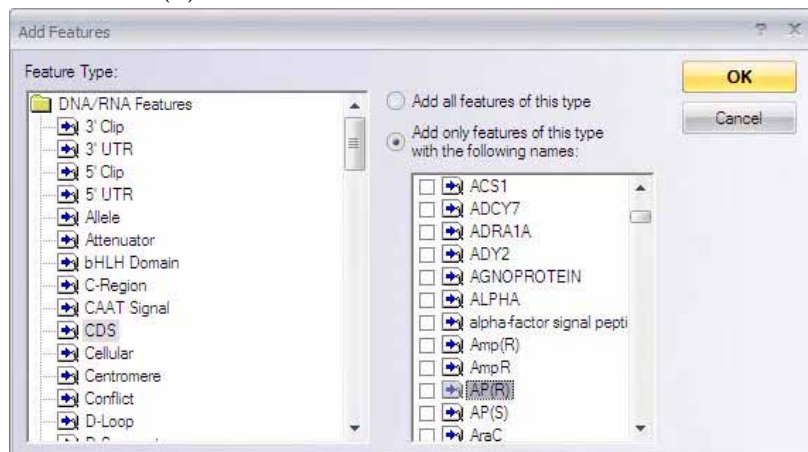 Add Features
Feature Type:
DNA/RNA Features
3' Clip
3' UTR
5' Clip
5' UTR
Allele
Attenuator
bHLH Domain
C-Region
CAAT Signal
CDS
Cellular
Centromere
Conflict
D-Loop
Add all features of this type
Add only features of this type
with the following names:
ACS1
ADCY7
ADRA1A
ADY2
AGNOPROTEIN
ALPHA
alpha-factor signal pepti
Amp(R)
AmpR
AP(R)
AP(S)
AraC
OK
Cancel